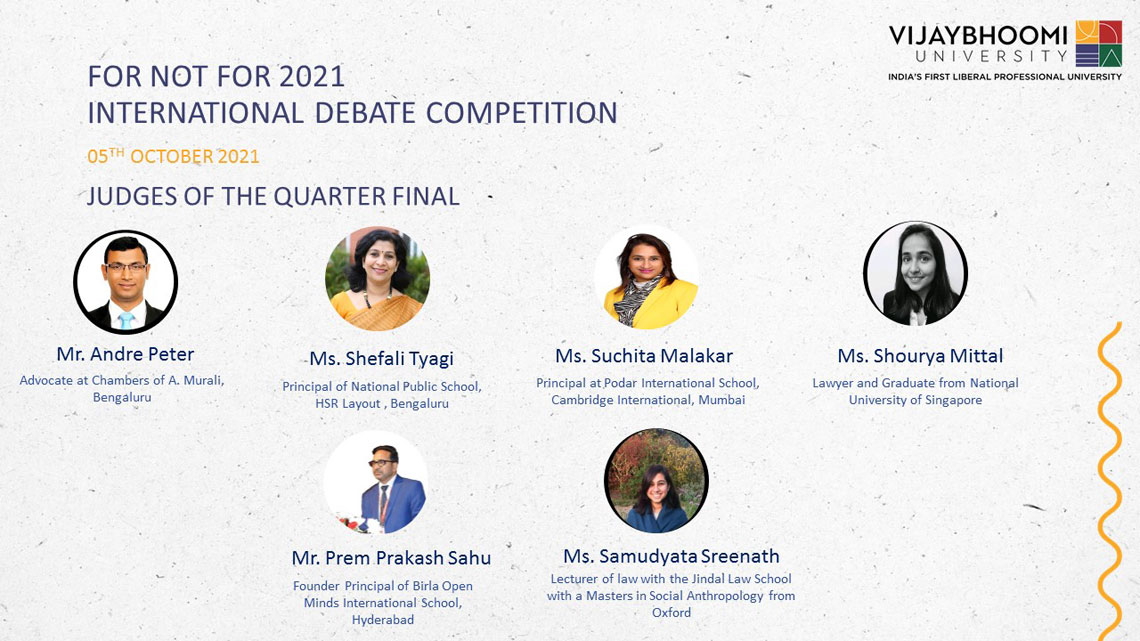 VIJAYBHOOMI
UNIVERSITY
INDIA'S FIRST LIBERAL PROFESSIONAL UNIVERSITY
FOR NOT FOR 2021
INTERNATIONAL DEBATE COMPETITION
05TH OCTOBER 2021
JUDGES OF THE QUARTER FINAL
Mr. Andre Peter
Advocate at Chambers of A. Murali,
Bengaluru
Ms. Shefali Tyagi
Principal of National Public School,
HSR Layout , Bengaluru
Ms. Suchita Malakar
Principal at Podar International School,
Cambridge International, Mumbai
Ms. Shourya Mittal
Lawyer and Graduate from National
University of Singapore
Mr. Prem Prakash Sahu
Founder Principal of Birla Open
Minds International School,
Hyderabad
Ms. Samudyata Sreenath
Lecturer of law with the Jindal Law School
with a Masters in Social Anthropology from
Oxford